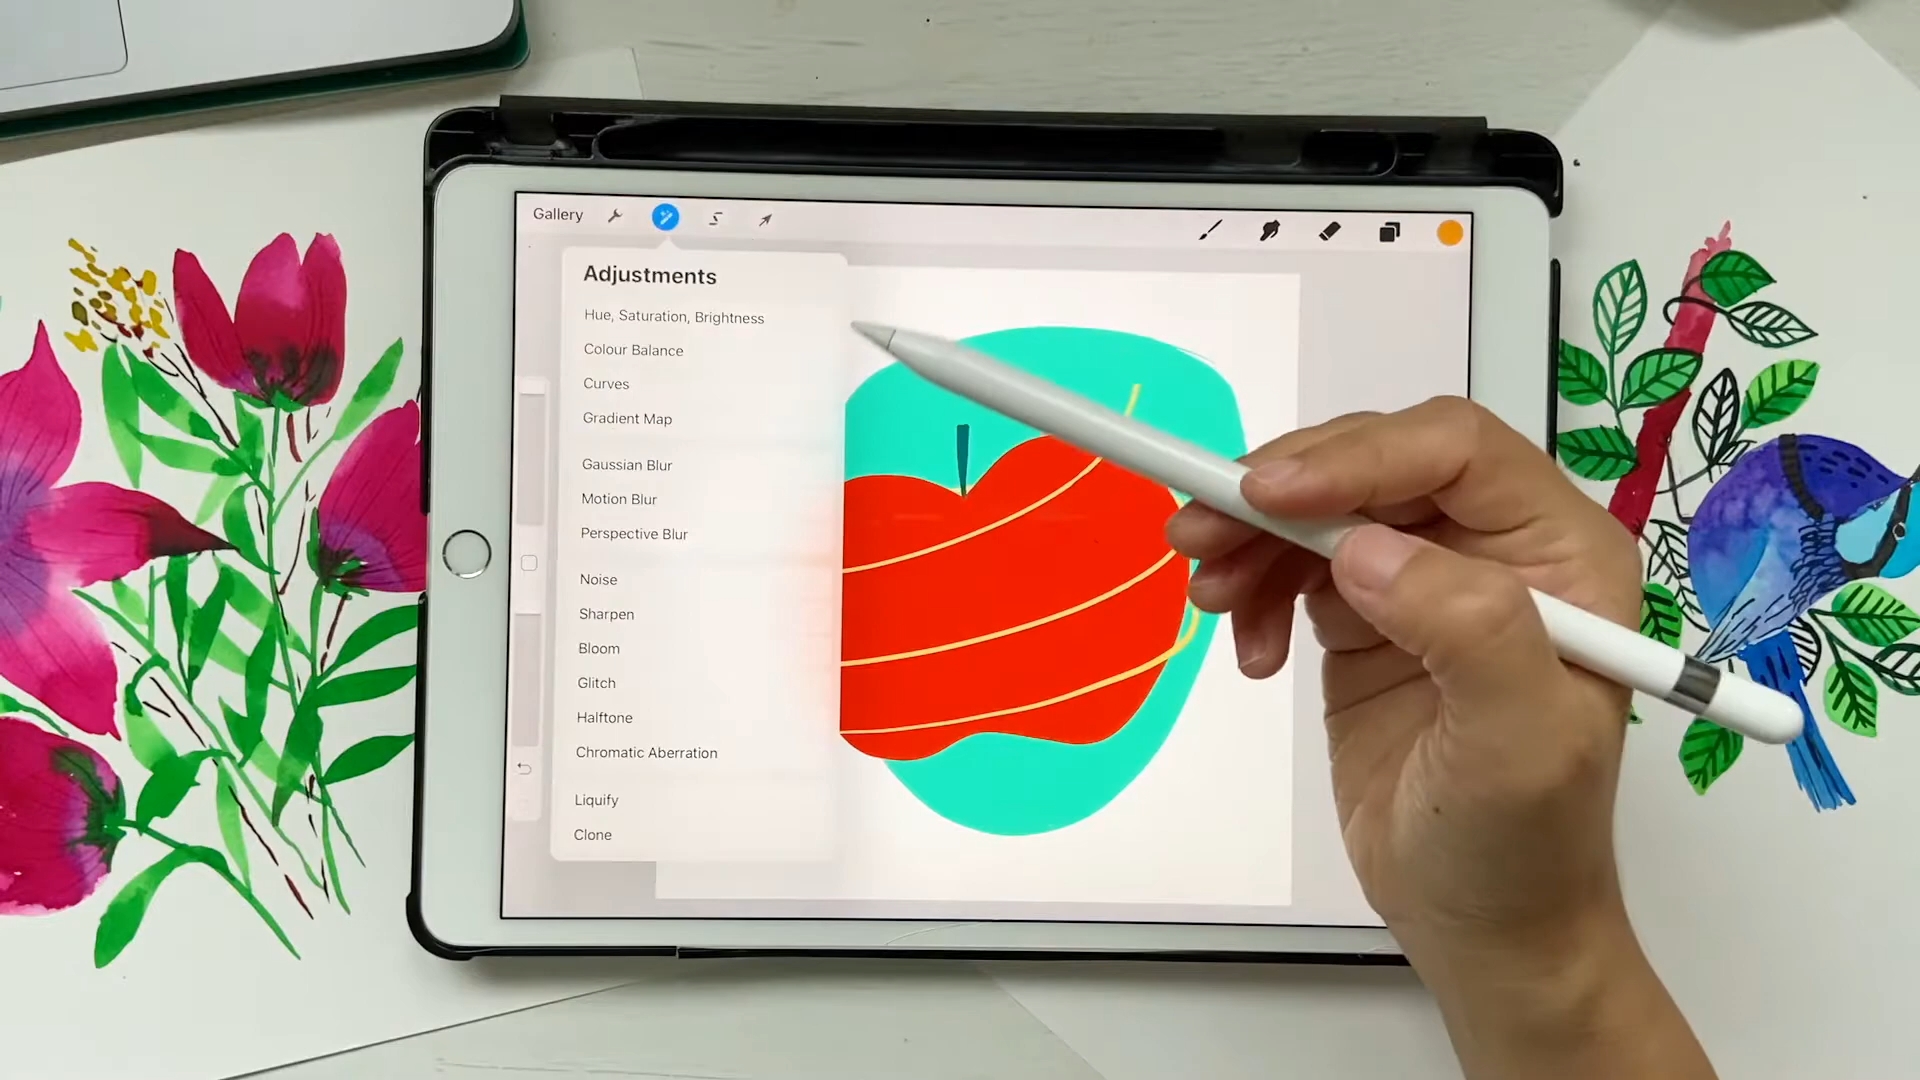 Gallery
Adjustments
Hue, Saturation, Brightness
Colour Balance
Curves
Gradient Map
Gaussian Blur
Motion Blur
Perspective Blur
Noise
Sharpen
Bloom
Glitch
Halftone
Chromatic Aberration
Liquify
Clone